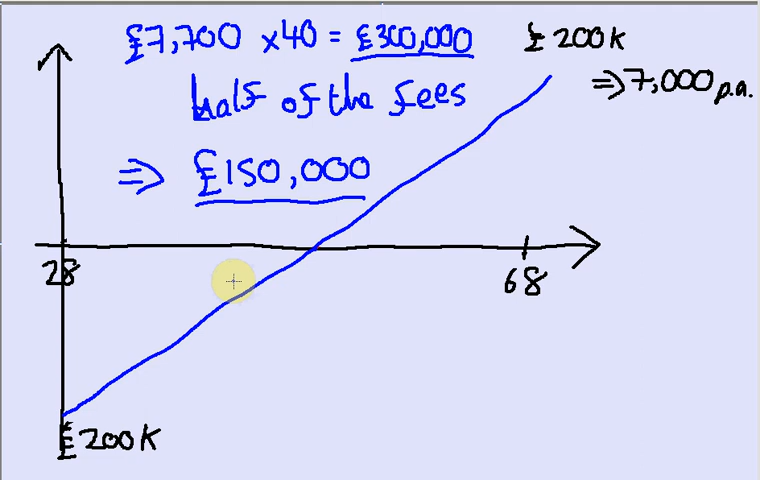 £7,700 x40 = £300,000
£200k
half of the fees
⇒ 7,000 p.a.
⇒ £150,000
28
68
£200K